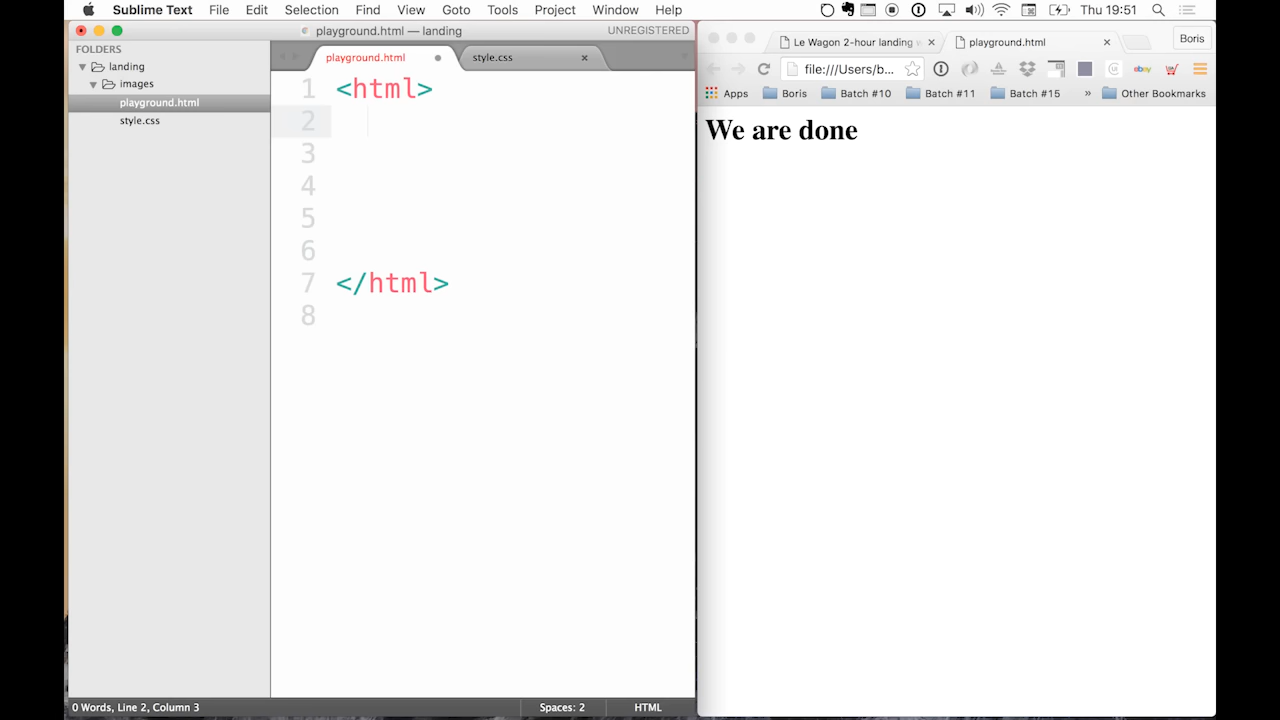 Sublime Text File Edit Selection Find View Goto Tools Project Window Help Thu 19:51
playground.html — landing UNREGISTERED
FOLDERS
landing
images
playground.html
style.css
playground.html style.css
1 <html>
2
3
4
5
6
7 </html>
8
0 Words, Line 2, Column 3 Spaces: 2 HTML
Le Wagon 2-hour landing playground.html Boris
file:///Users/b...
Apps Boris Batch #10 Batch #11 Batch #15 » Other Bookmarks
We are done